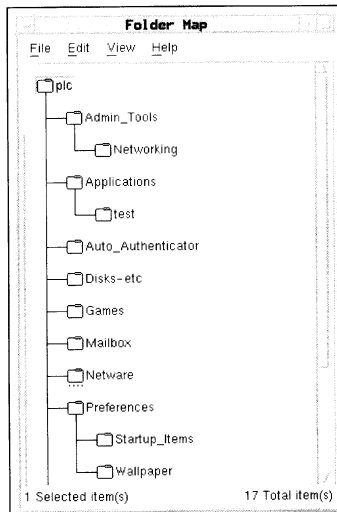 Folder Map
File Edit View Help
plc
Admin_Tools
Networking
Applications
test
Auto_Authenticator
Disks-etc
Games
Mailbox
Netware
Preferences
Startup_Items
Wallpaper
1 Selected item(s) 17 Total item(s)